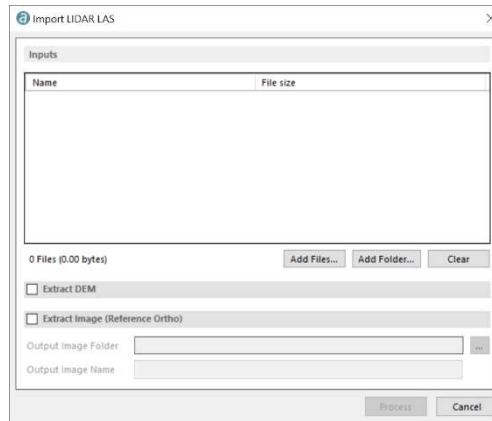 Import LIDAR LAS
Inputs
Name File size
0 Files (0.00 bytes) Add Files... Add Folder... Clear
Extract DEM
Extract Image (Reference Ortho)
Output Image Folder ...
Output Image Name
Process Cancel